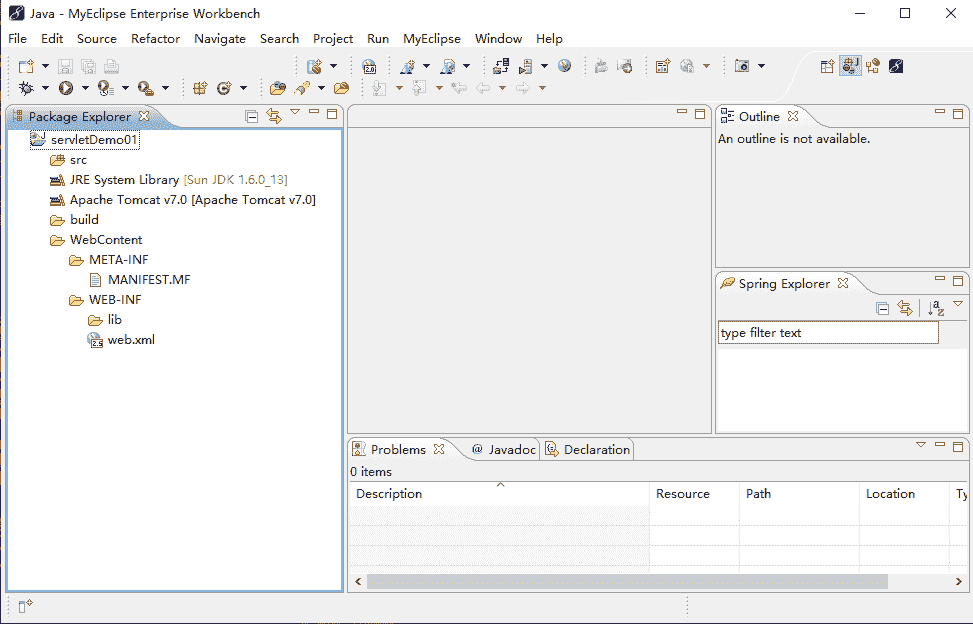 Java - MyEclipse Enterprise Workbench
File Edit Source Refactor Navigate Search Project Run MyEclipse Window Help
Package Explorer
servletDemo01
src
JRE System Library [Sun JDK 1.6.0_13]
Apache Tomcat v7.0 [Apache Tomcat v7.0]
build
WebContent
META-INF
MANIFEST.MF
WEB-INF
lib
web.xml
Outline
An outline is not available.
Spring Explorer
type filter text
Problems @ Javadoc Declaration
0 items
Description Resource Path Location Ty